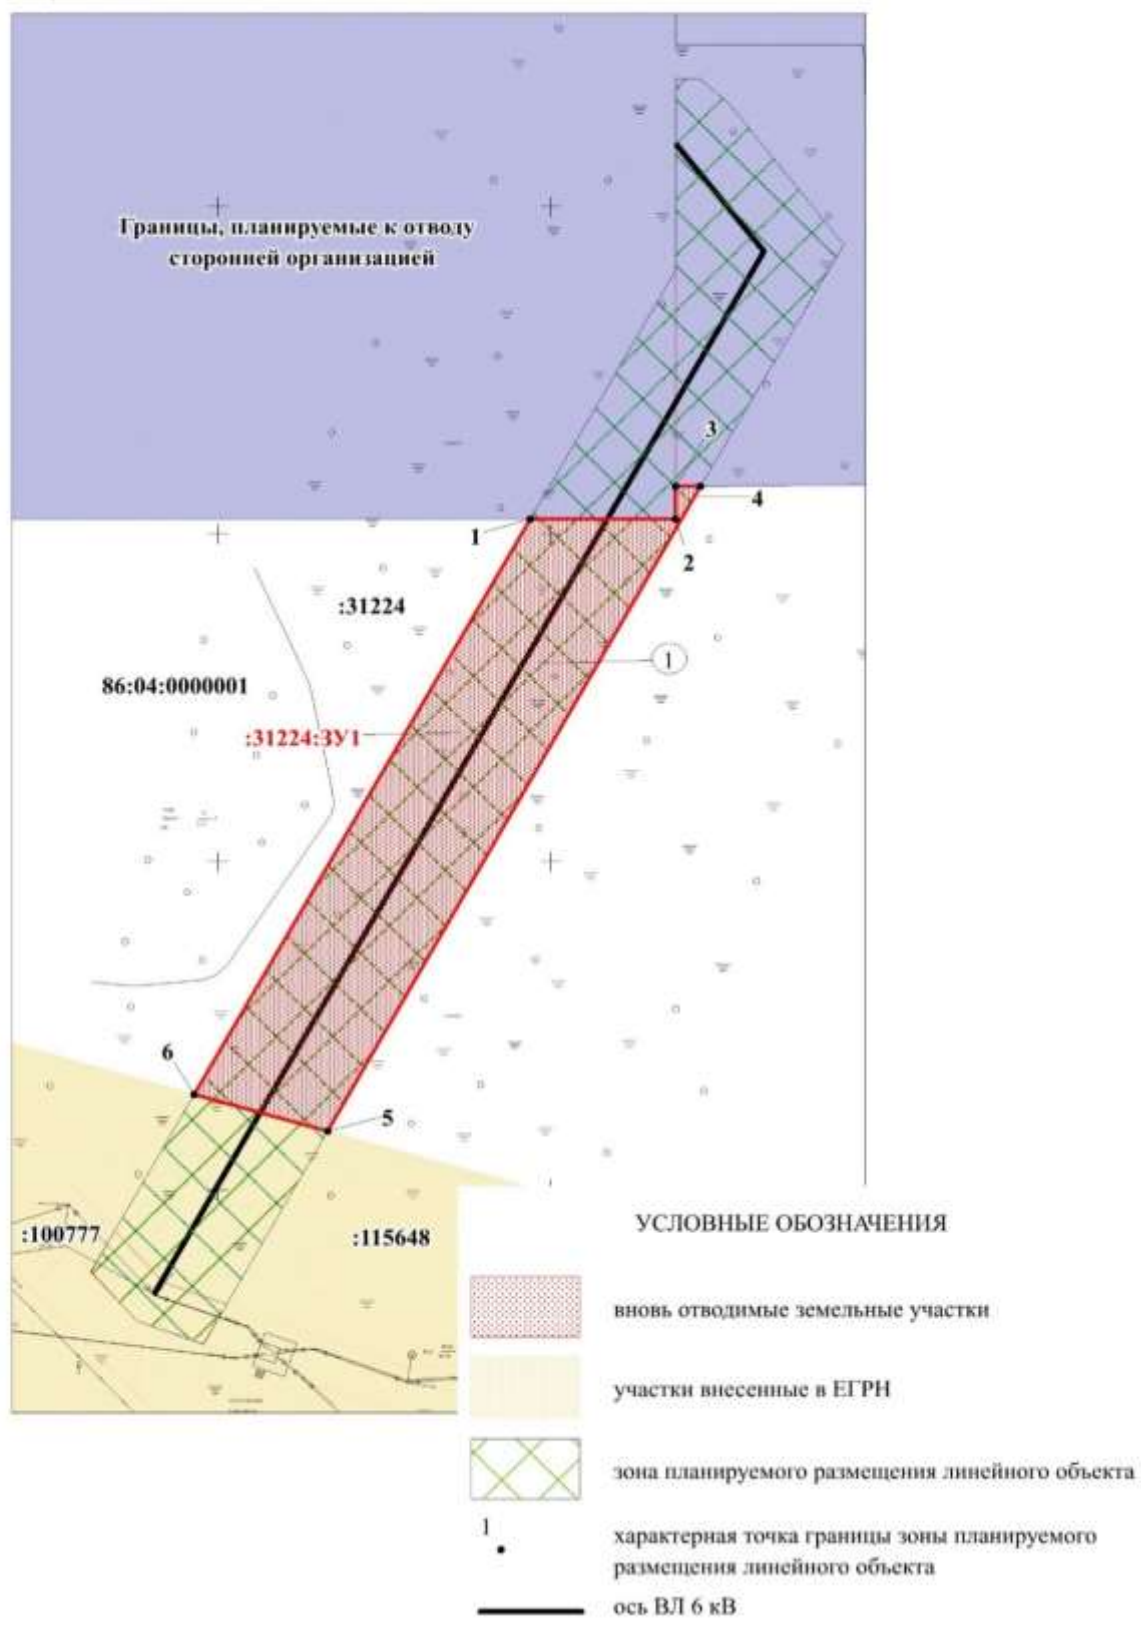 Границы, планируемые к отводу
сторонней организацией
3
4
1
2
:31224
1
86:04:0000001
:31224:ЗУ1
6
5
:100777
:115648
УСЛОВНЫЕ ОБОЗНАЧЕНИЯ
вновь отводимые земельные участки
участки внесенные в ЕГРН
зона планируемого размещения линейного объекта
1
характерная точка границы зоны планируемого
размещения линейного объекта
ось ВЛ 6 кВ